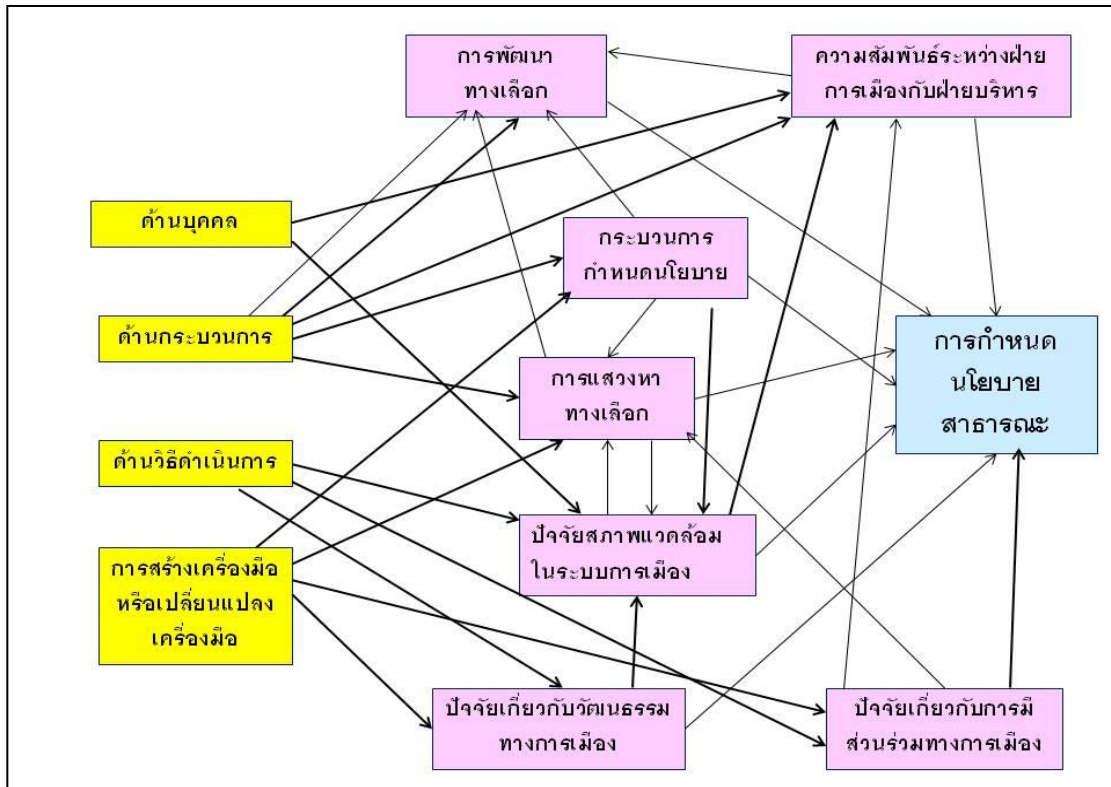 การพัฒนา
ทางเลือก
ความสัมพันธ์ระหว่างฝ่าย
การเมืองกับฝ่ายบริหาร
ด้านบุคคล
กระบวนการ
กำหนดนโยบาย
ด้านกระบวนการ
การกำหนด
นโยบาย
สาธารณะ
การแสวงหา
ทางเลือก
ด้านวิธีดำเนินการ
ปัจจัยสภาพแวดล้อม
ในระบบการเมือง
การสร้างเครื่องมือ
หรือเปลี่ยนแปลง
เครื่องมือ
ปัจจัยเกี่ยวกับวัฒนธรรม
ทางการเมือง
ปัจจัยเกี่ยวกับการมี
ส่วนร่วมทางการเมือง